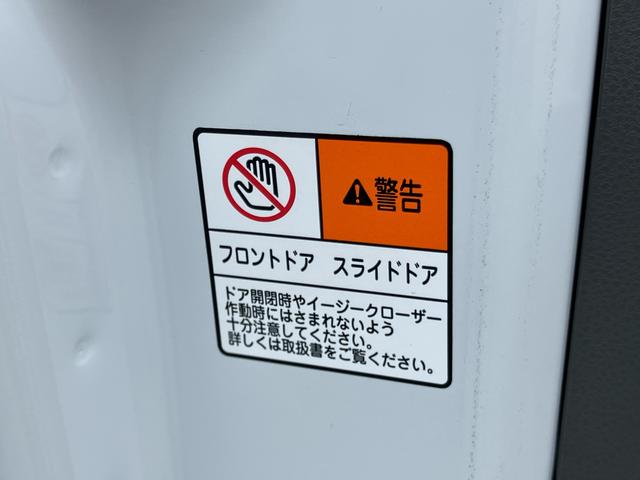 警告
フロントドア スライドドア
ドア開閉時やイージークローザー
作動時にはさまれないよう
十分注意してください。
詳しくは取扱書をご覧ください。